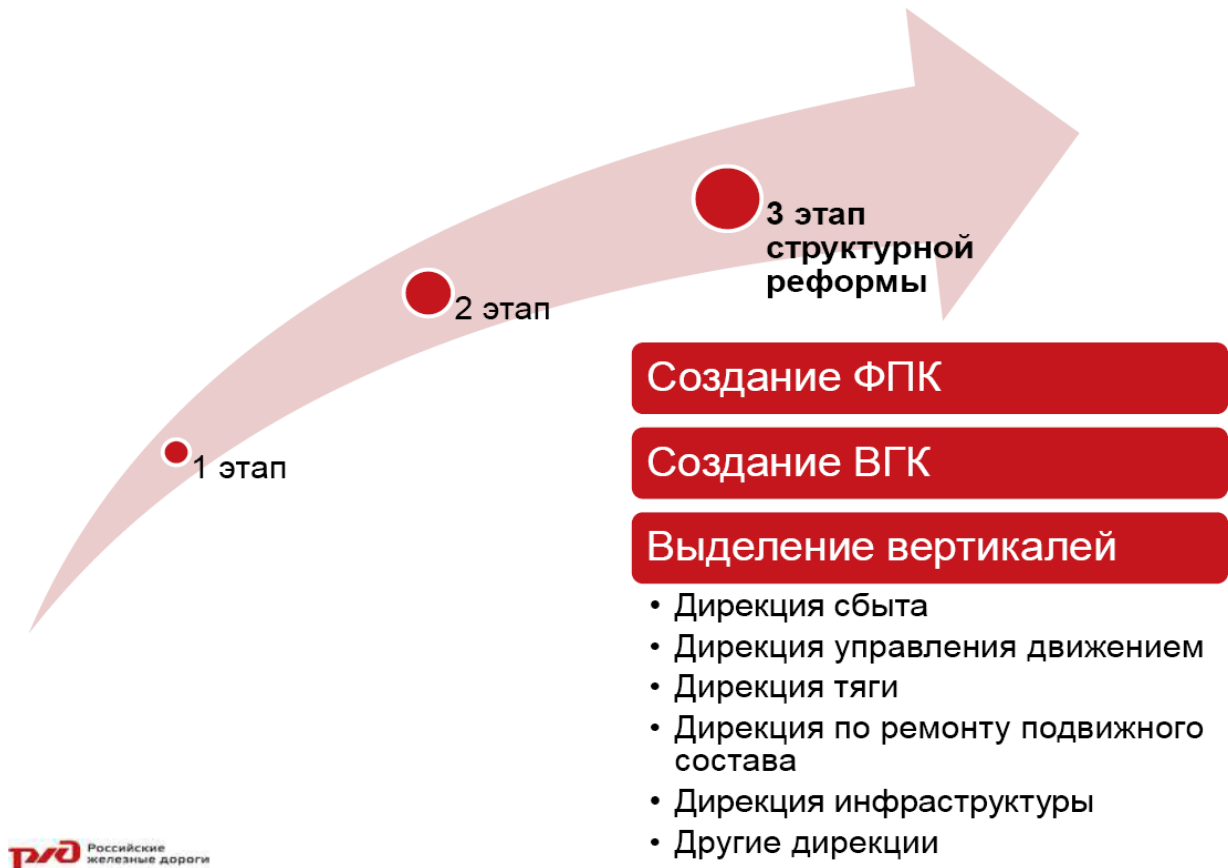 1 этап
2 этап
3 этап
структурной
реформы
Создание ФПК
Создание ВГК
Выделение вертикалей
• Дирекция сбыта
• Дирекция управления движением
• Дирекция тяги
• Дирекция по ремонту подвижного
состава
• Дирекция инфраструктуры
• Другие дирекции
ржд Российские
железные дороги